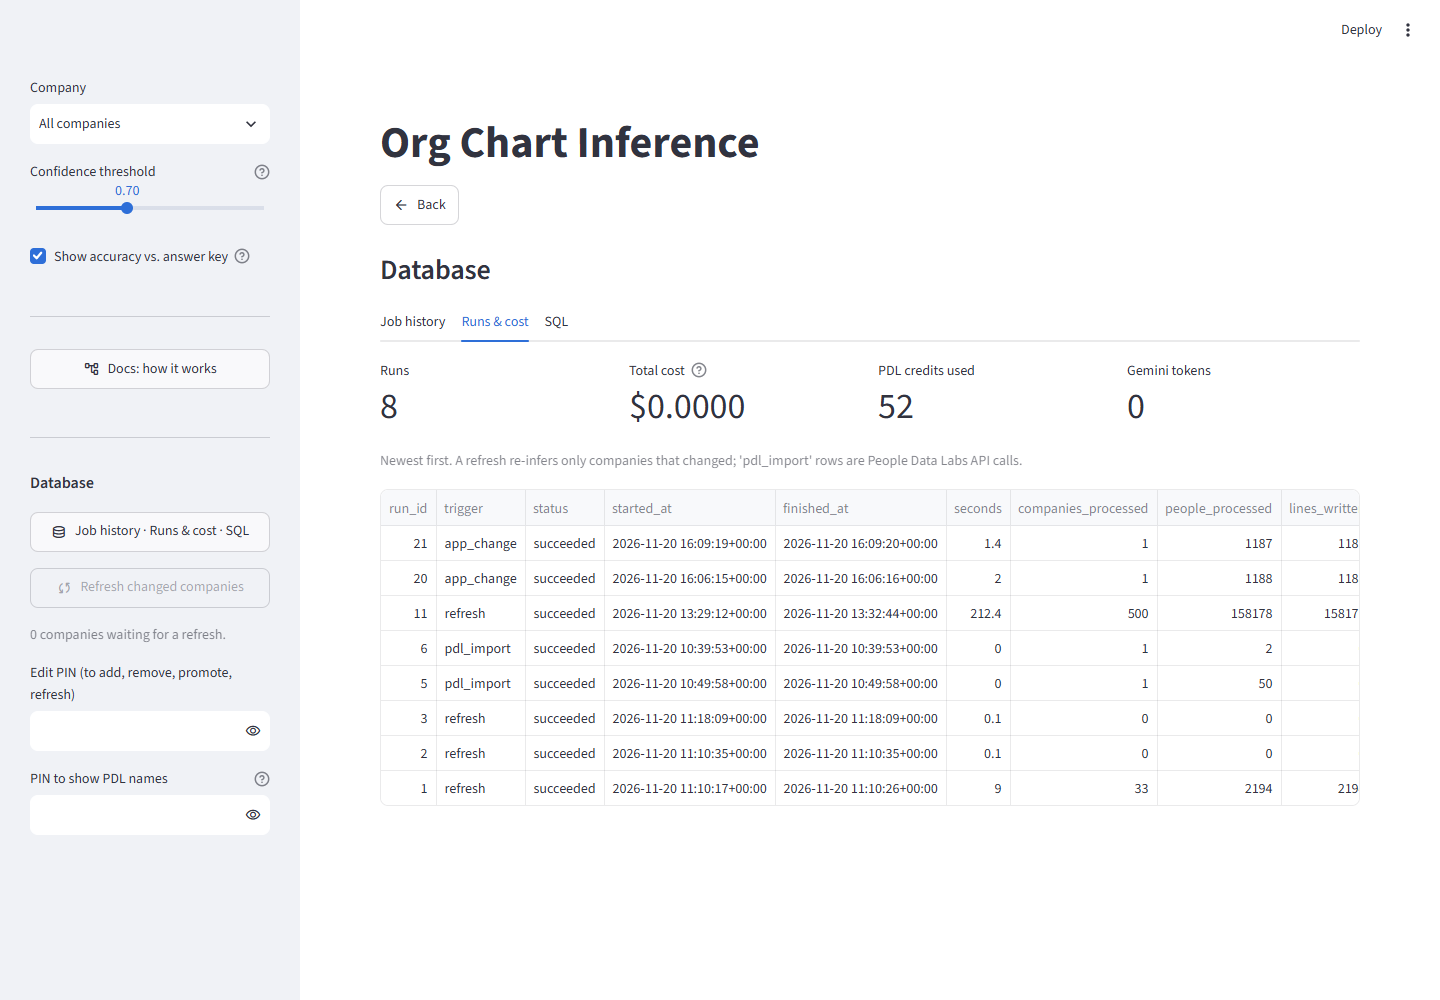 Deploy
Company
All companies
Confidence threshold
0.70
Show accuracy vs. answer key
Docs: how it works
Database
Job history · Runs & cost · SQL
Refresh changed companies
0 companies waiting for a refresh.
Edit PIN (to add, remove, promote,
refresh)
PIN to show PDL names
Org Chart Inference
Back
Database
Job history Runs & cost SQL
Runs Total cost PDL credits used Gemini tokens
8 $0.0000 52 0
Newest first. A refresh re-infers only companies that changed; 'pdl_import' rows are People Data Labs API calls.
run_id trigger status started_at finished_at seconds companies_processed people_processed lines_writte
21 app_change succeeded 2026-11-20 16:09:19+00:00 2026-11-20 16:09:20+00:00 1.4 1 1187 118
20 app_change succeeded 2026-11-20 16:06:15+00:00 2026-11-20 16:06:16+00:00 2 1 1188 118
11 refresh succeeded 2026-11-20 13:29:12+00:00 2026-11-20 13:32:44+00:00 212.4 500 158178 15817
6 pdl_import succeeded 2026-11-20 10:39:53+00:00 2026-11-20 10:39:53+00:00 0 1 2
5 pdl_import succeeded 2026-11-20 10:49:58+00:00 2026-11-20 10:49:58+00:00 0 1 50
3 refresh succeeded 2026-11-20 11:18:09+00:00 2026-11-20 11:18:09+00:00 0.1 0 0
2 refresh succeeded 2026-11-20 11:10:35+00:00 2026-11-20 11:10:35+00:00 0.1 0 0
1 refresh succeeded 2026-11-20 11:10:17+00:00 2026-11-20 11:10:26+00:00 9 33 2194 219